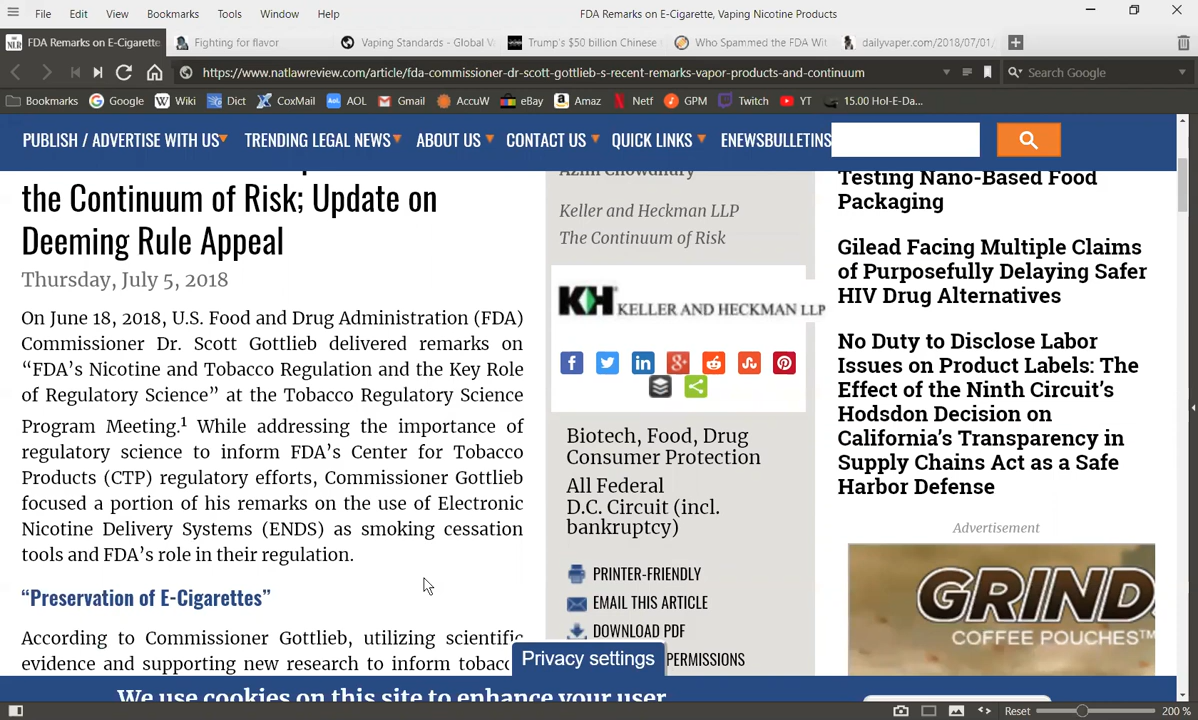 File Edit View Bookmarks Tools Window Help
FDA Remarks on E-Cigarette, Vaping Nicotine Products
FDA Remarks on E-Cigarette
Fighting for flavor
Vaping Standards - Global V
Trump's $50 billion Chinese
Who Spammed the FDA Wit
dailyvaper.com/2018/07/01/
https://www.natlawreview.com/article/fda-commissioner-dr-scott-gottlieb-s-recent-remarks-vapor-products-and-continuum
Search Google
Bookmarks Google Wiki Dict CoxMail AOL Gmail AccuW eBay Amaz Netf GPM Twitch YT 15.00 Hol-E-Da...
PUBLISH / ADVERTISE WITH US TRENDING LEGAL NEWS ABOUT US CONTACT US QUICK LINKS ENEWSBULLETINS
the Continuum of Risk; Update on
Deeming Rule Appeal
Thursday, July 5, 2018
On June 18, 2018, U.S. Food and Drug Administration (FDA)
Commissioner Dr. Scott Gottlieb delivered remarks on
“FDA’s Nicotine and Tobacco Regulation and the Key Role
of Regulatory Science” at the Tobacco Regulatory Science
Program Meeting.1 While addressing the importance of
regulatory science to inform FDA’s Center for Tobacco
Products (CTP) regulatory efforts, Commissioner Gottlieb
focused a portion of his remarks on the use of Electronic
Nicotine Delivery Systems (ENDS) as smoking cessation
tools and FDA’s role in their regulation.
“Preservation of E-Cigarettes”
According to Commissioner Gottlieb, utilizing scientific
evidence and supporting new research to inform tobacc
Azim Chowdhury
Keller and Heckman LLP
The Continuum of Risk
KH KELLER AND HECKMAN LLP
Biotech, Food, Drug
Consumer Protection
All Federal
D.C. Circuit (incl.
bankruptcy)
PRINTER-FRIENDLY
EMAIL THIS ARTICLE
DOWNLOAD PDF
PERMISSIONS
Testing Nano-Based Food
Packaging
Gilead Facing Multiple Claims
of Purposefully Delaying Safer
HIV Drug Alternatives
No Duty to Disclose Labor
Issues on Product Labels: The
Effect of the Ninth Circuit’s
Hodsdon Decision on
California’s Transparency in
Supply Chains Act as a Safe
Harbor Defense
Advertisement
GRIND
COFFEE POUCHES™
Privacy settings
We use cookies on this site to enhance your user
Reset
200 %